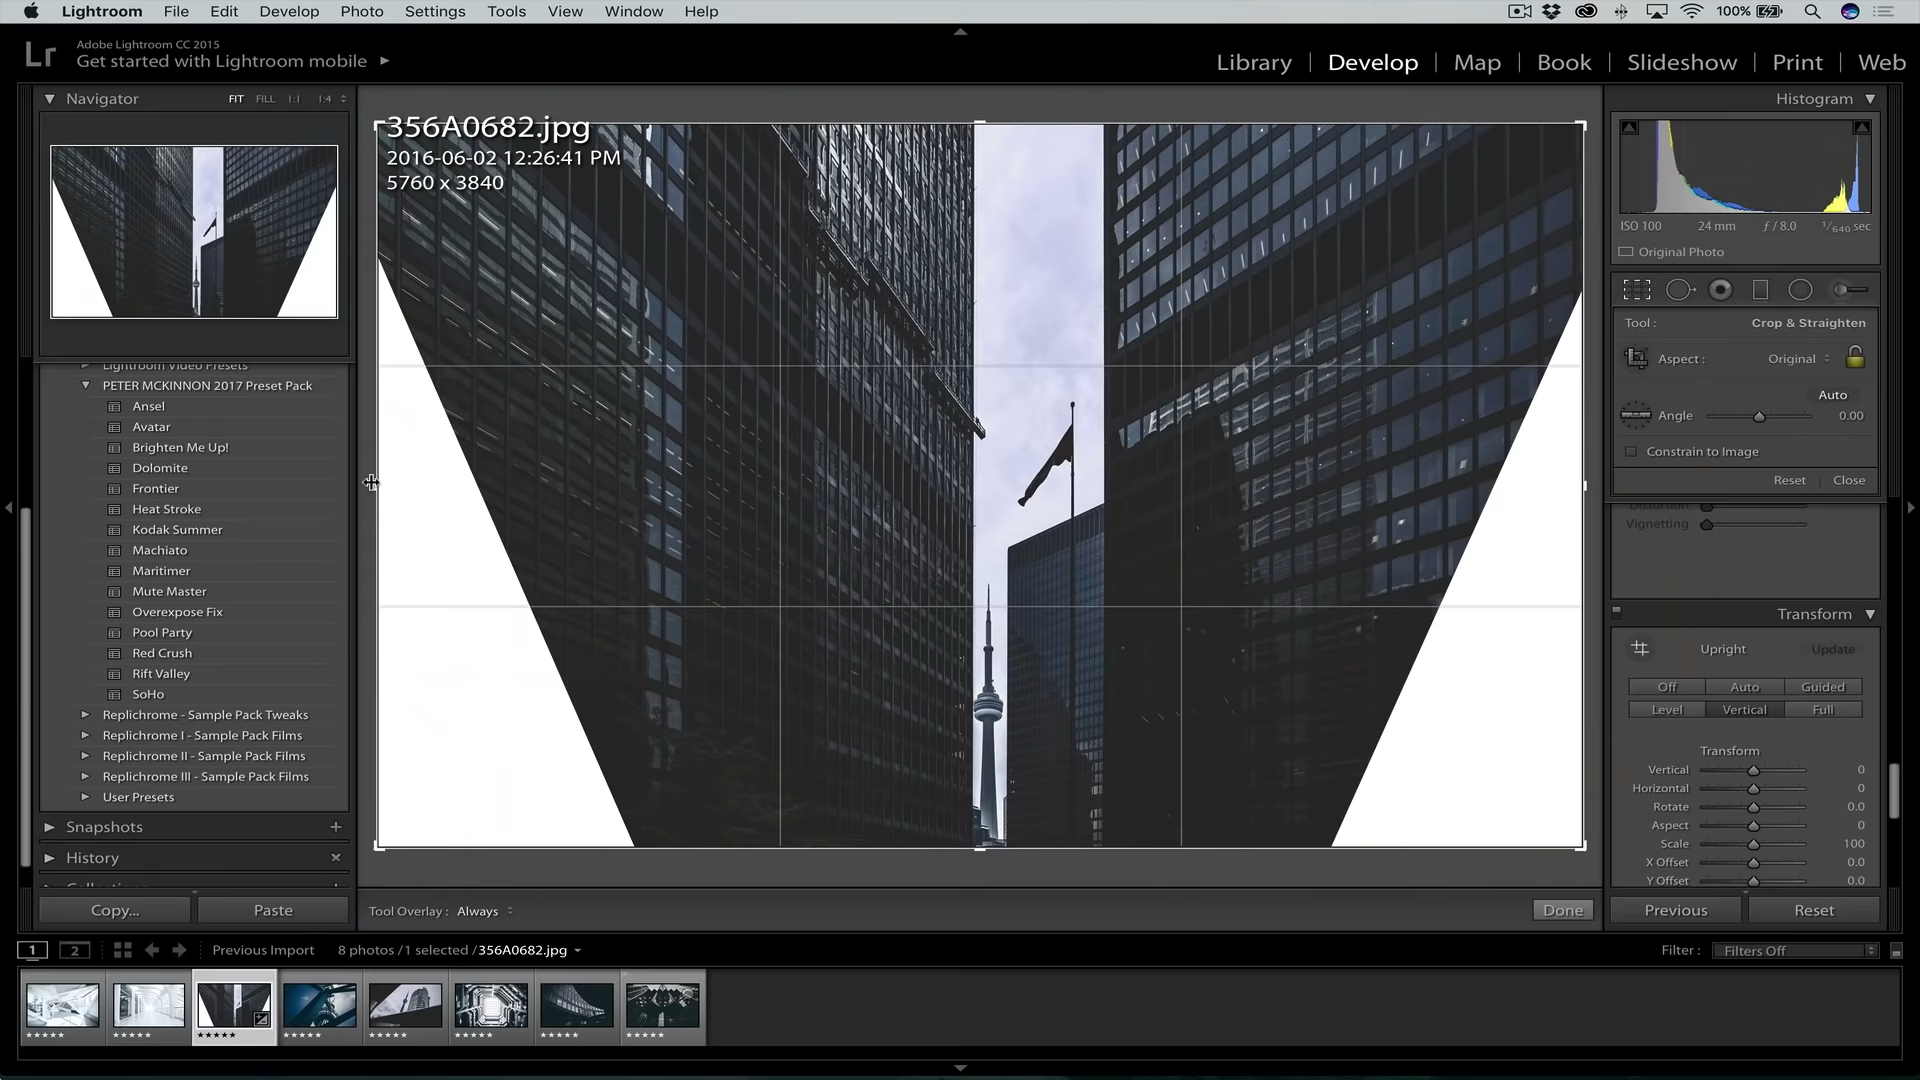 Lightroom File Edit Develop Photo Settings Tools View Window Help 100%
Lr
Adobe Lightroom CC 2015
Get started with Lightroom mobile
Library | Develop | Map | Book | Slideshow | Print | Web
Navigator FIT FILL 1:1 1:4
Histogram
356A0682.jpg
2016-06-02 12:26:41 PM
5760 x 3840
ISO 100 24 mm ƒ / 8.0 1/640 sec
Original Photo
Tool : Crop & Straighten
Aspect : Original
Auto
Angle 0.00
Constrain to Image
Reset Close
Distortion
Vignetting
Transform
Upright Update
Off Auto Guided
Level Vertical Full
Transform
Vertical 0
Horizontal 0
Rotate 0.0
Aspect 0
Scale 100
X Offset 0.0
Y Offset 0.0
Previous Reset
Lightroom Video Presets
PETER MCKINNON 2017 Preset Pack
Ansel
Avatar
Brighten Me Up!
Dolomite
Frontier
Heat Stroke
Kodak Summer
Machiato
Maritimer
Mute Master
Overexpose Fix
Pool Party
Red Crush
Rift Valley
SoHo
Replichrome - Sample Pack Tweaks
Replichrome I - Sample Pack Films
Replichrome II - Sample Pack Films
Replichrome III - Sample Pack Films
User Presets
Snapshots +
History ×
Collections +
Copy... Paste
Tool Overlay : Always
Done
1 2 Previous Import 8 photos /1 selected /356A0682.jpg
Filter : Filters Off